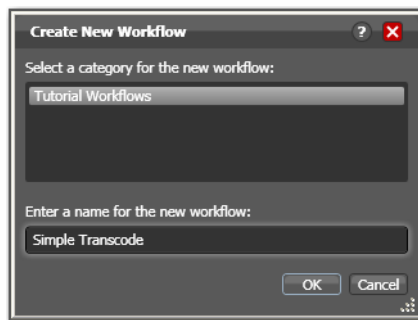 Create New Workflow ?
Select a category for the new workflow:
Tutorial Workflows
Enter a name for the new workflow:
Simple Transcode
OK Cancel